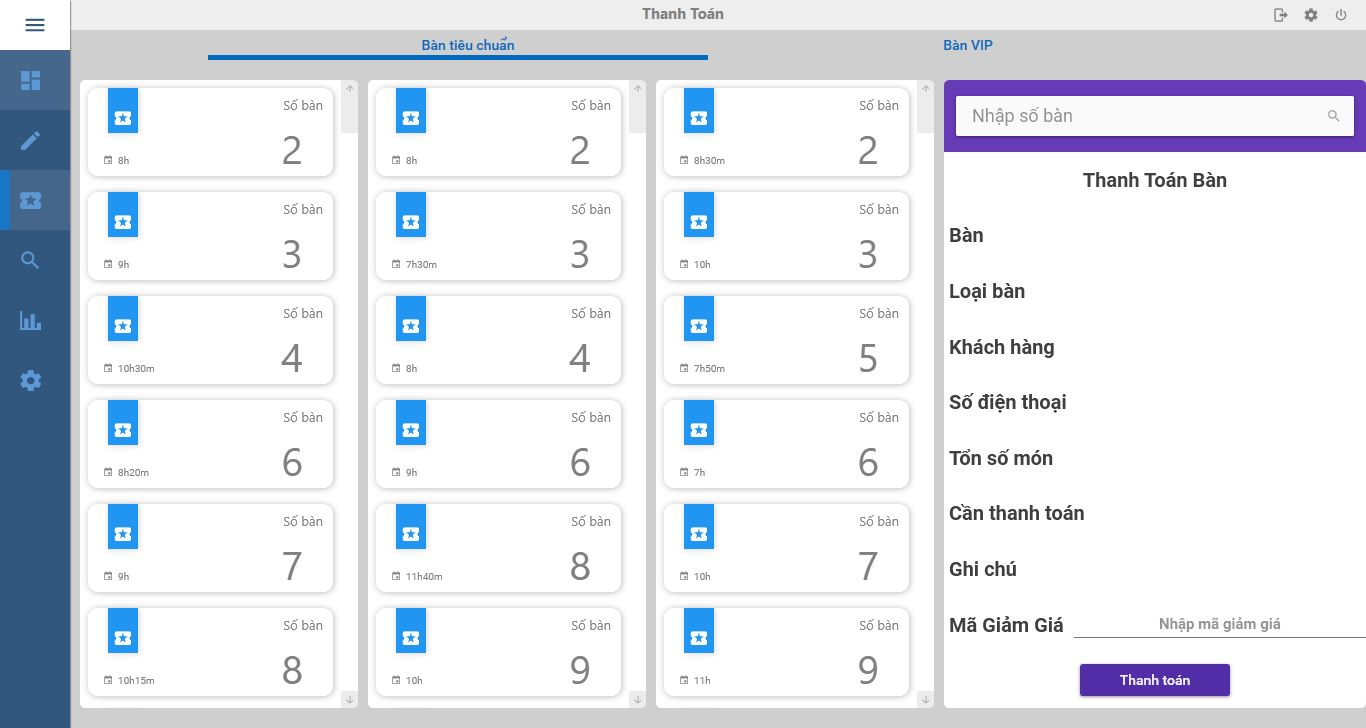 Thanh Toán
Bàn tiêu chuẩn
Bàn VIP
Số bàn
2
8h
Số bàn
3
9h
Số bàn
4
10h30m
Số bàn
6
8h20m
Số bàn
7
9h
Số bàn
8
10h15m
Số bàn
2
8h
Số bàn
3
7h30m
Số bàn
4
8h
Số bàn
6
9h
Số bàn
8
11h40m
Số bàn
9
10h
Số bàn
2
8h30m
Số bàn
3
10h
Số bàn
5
7h50m
Số bàn
6
7h
Số bàn
7
10h
Số bàn
9
11h
Nhập số bàn
Thanh Toán Bàn
Bàn
Loại bàn
Khách hàng
Số điện thoại
Tổn số món
Cần thanh toán
Ghi chú
Mã Giảm Giá Nhập mã giảm giá
Thanh toán